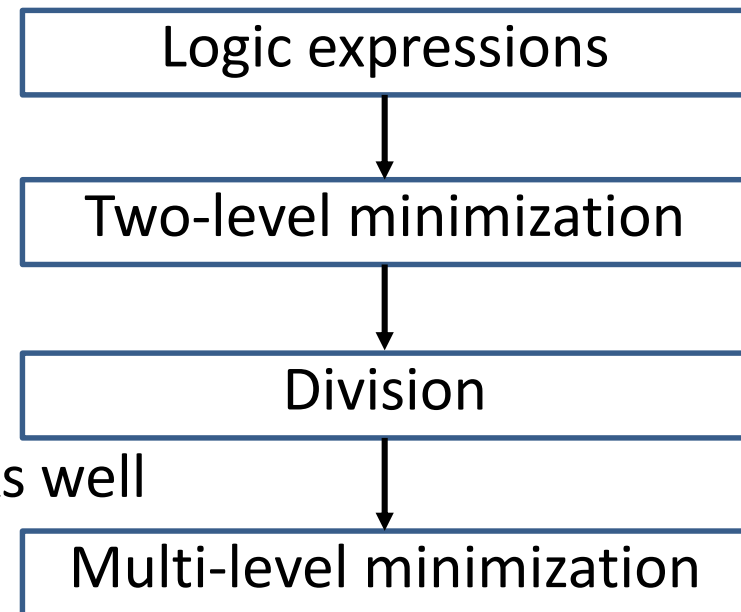 Logic expressions
Two-level minimization
Division
s well
Multi-level minimization